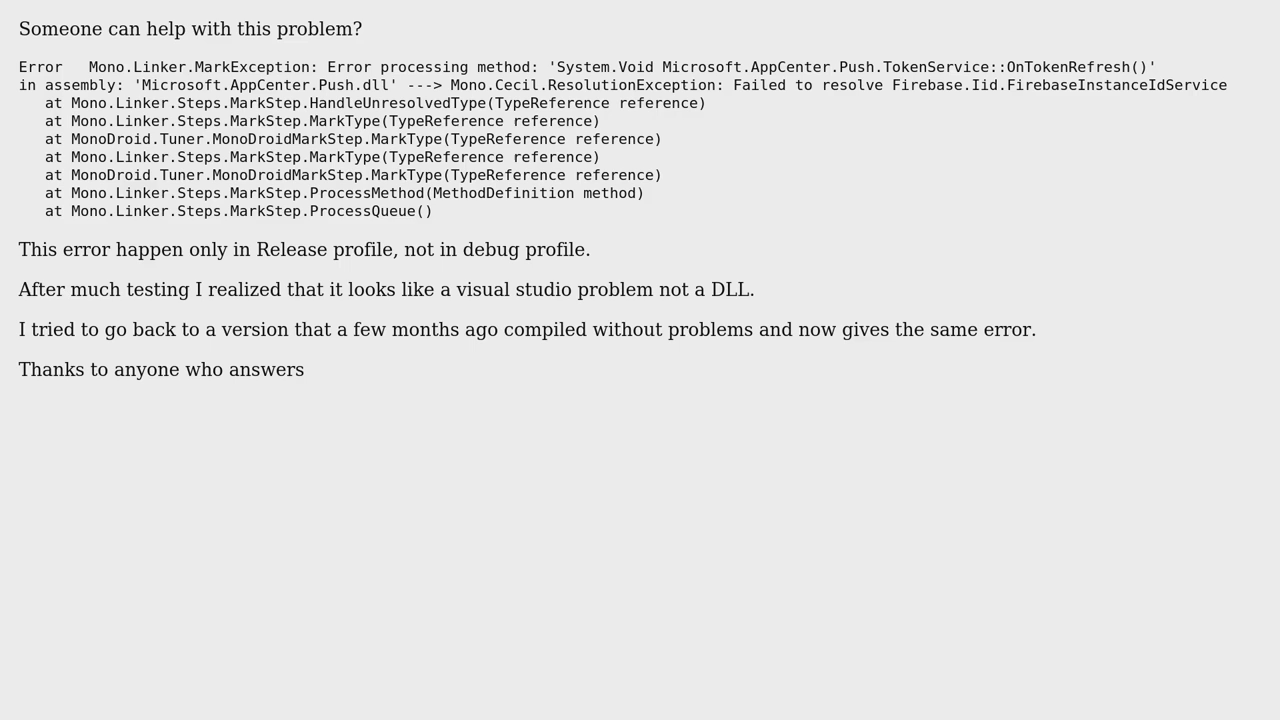 Someone can help with this problem?
Error   Mono.Linker.MarkException: Error processing method: 'System.Void Microsoft.AppCenter.Push.TokenService::OnTokenRefresh()'
in assembly: 'Microsoft.AppCenter.Push.dll' ---> Mono.Cecil.ResolutionException: Failed to resolve Firebase.Iid.FirebaseInstanceIdService
   at Mono.Linker.Steps.MarkStep.HandleUnresolvedType(TypeReference reference)
   at Mono.Linker.Steps.MarkStep.MarkType(TypeReference reference)
   at MonoDroid.Tuner.MonoDroidMarkStep.MarkType(TypeReference reference)
   at Mono.Linker.Steps.MarkStep.MarkType(TypeReference reference)
   at MonoDroid.Tuner.MonoDroidMarkStep.MarkType(TypeReference reference)
   at Mono.Linker.Steps.MarkStep.ProcessMethod(MethodDefinition method)
   at Mono.Linker.Steps.MarkStep.ProcessQueue()
This error happen only in Release profile, not in debug profile.
After much testing I realized that it looks like a visual studio problem not a DLL.
I tried to go back to a version that a few months ago compiled without problems and now gives the same error.
Thanks to anyone who answers